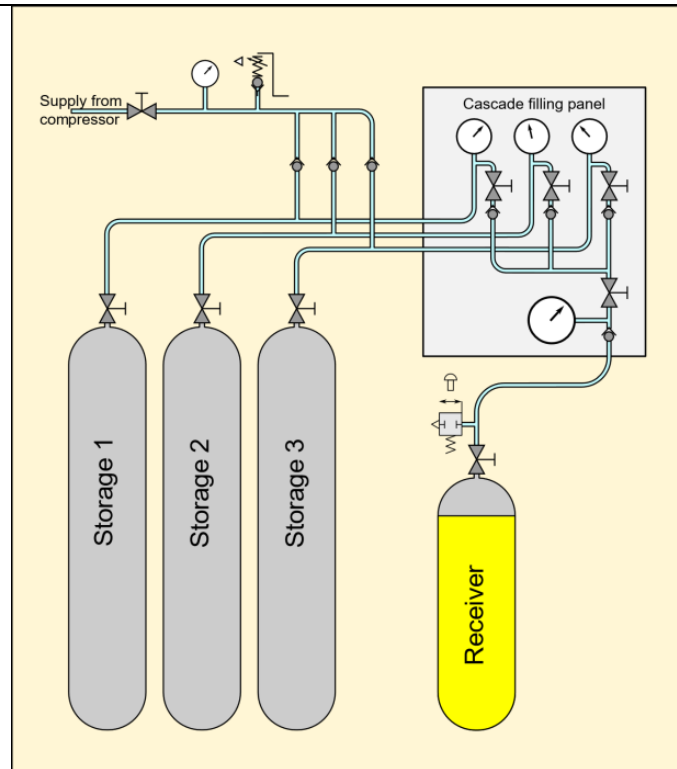 Supply from
compressor
Cascade filling panel
Storage 1
Storage 2
Storage 3
Receiver